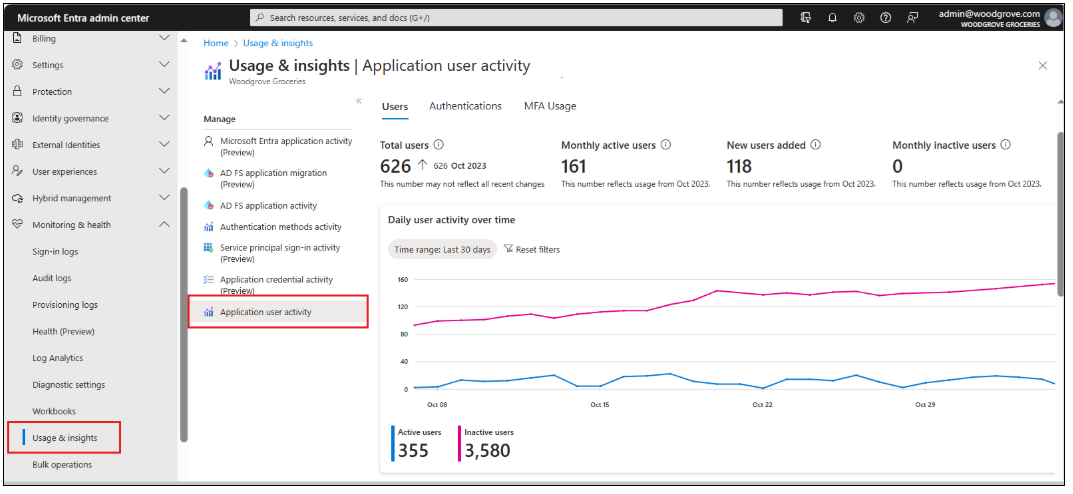 Microsoft Entra admin center
Search resources, services, and docs (G+/)
admin@woodgrove.com
WOODGROVE GROCERIES
Billing
Settings
Protection
Identity governance
External Identities
User experiences
Hybrid management
Monitoring & health
Sign-in logs
Audit logs
Provisioning logs
Health (Preview)
Log Analytics
Diagnostic settings
Workbooks
Usage & insights
Bulk operations
Home > Usage & insights
Usage & insights | Application user activity
Woodgrove Groceries
Manage
Microsoft Entra application activity
(Preview)
AD FS application migration
(Preview)
AD FS application activity
Authentication methods activity
Service principal sign-in activity
(Preview)
Application credential activity
(Preview)
Application user activity
Users Authentications MFA Usage
Total users
626 ↑ 626 Oct 2023
This number may not reflect all recent changes
Monthly active users
161
This number reflects usage from Oct 2023.
New users added
118
This number reflects usage from Oct 2023.
Monthly inactive users
0
This number reflects usage from Oct 2023.
Daily user activity over time
Time range: Last 30 days Reset filters
160
120
80
40
0
Oct 08 Oct 15 Oct 22 Oct 29
Active users
355
Inactive users
3,580